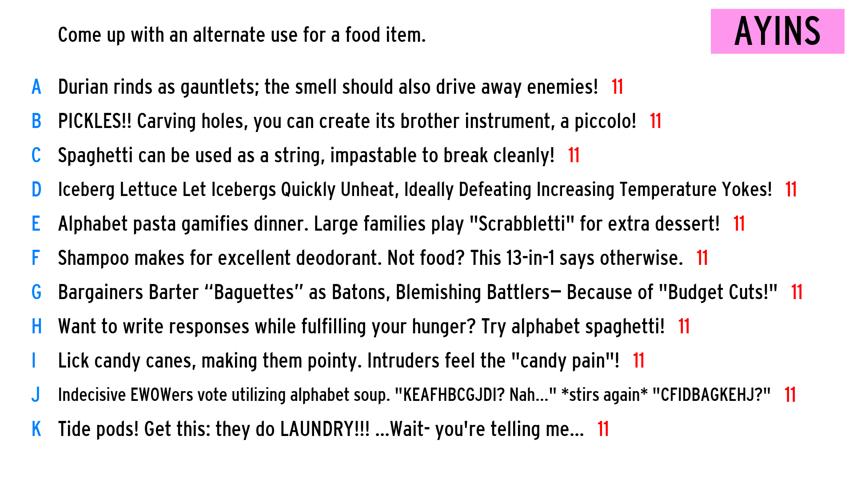 Come up with an alternate use for a food item.
AYINS
A Durian rinds as gauntlets; the smell should also drive away enemies! 11
B PICKLES!! Carving holes, you can create its brother instrument, a piccolo! 11
C Spaghetti can be used as a string, impastable to break cleanly! 11
D Iceberg Lettuce Let Icebergs Quickly Unheat, Ideally Defeating Increasing Temperature Yokes! 11
E Alphabet pasta gamifies dinner. Large families play "Scrabbletti" for extra dessert! 11
F Shampoo makes for excellent deodorant. Not food? This 13-in-1 says otherwise. 11
G Bargainers Barter “Baguettes” as Batons, Blemishing Battlers— Because of "Budget Cuts!" 11
H Want to write responses while fulfilling your hunger? Try alphabet spaghetti! 11
I Lick candy canes, making them pointy. Intruders feel the "candy pain"! 11
J Indecisive EWOWers vote utilizing alphabet soup. "KEAFHBCGJDI? Nah..." *stirs again* "CFIDBAGKEHJ?" 11
K Tide pods! Get this: they do LAUNDRY!!! ...Wait- you're telling me... 11